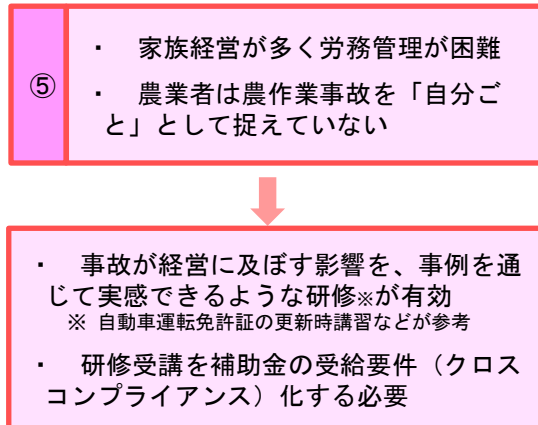 ⑤
・　家族経営が多く労務管理が困難
・　農業者は農作業事故を「自分ご
と」として捉えていない
・　事故が経営に及ぼす影響を、事例を通
じて実感できるような研修※が有効
※ 自動車運転免許証の更新時講習などが参考
・　研修受講を補助金の受給要件（クロス
コンプライアンス）化する必要